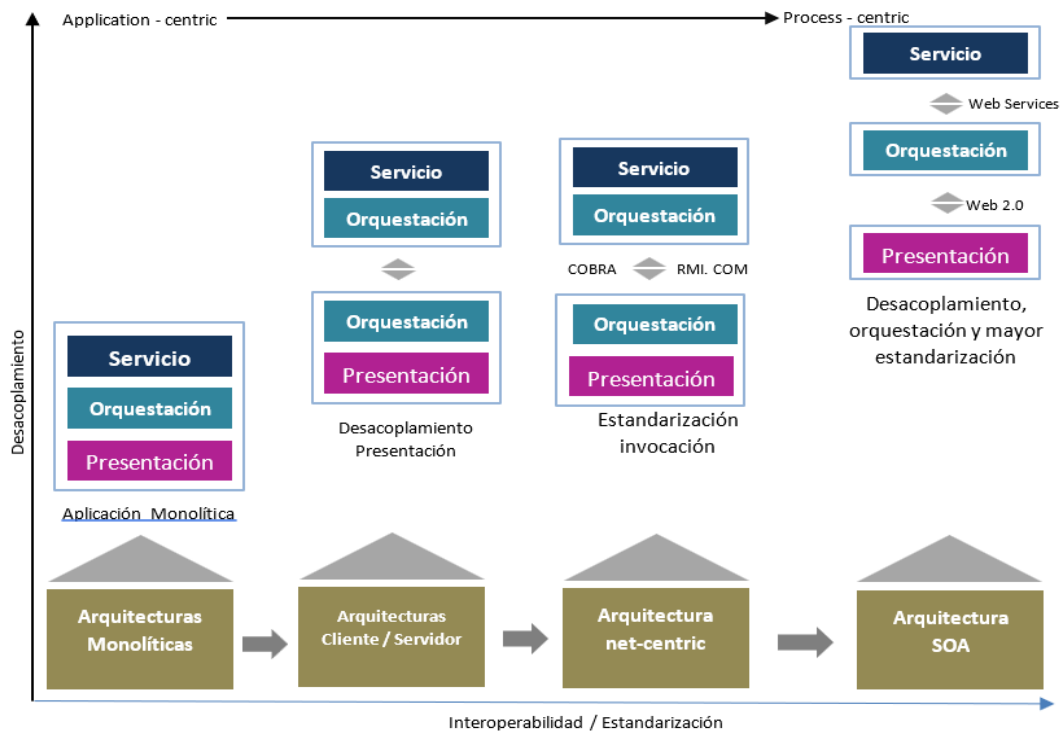 Application - centric
Process - centric
Servicio
Web Services
Orquestación
Web 2.0
Presentación
Desacoplamiento,
orquestación y mayor
estandarización
Servicio
Orquestación
COBRA
RMI. COM
Orquestación
Presentación
Estandarización
invocación
Servicio
Orquestación
Orquestación
Presentación
Desacoplamiento
Presentación
Servicio
Orquestación
Presentación
Aplicación Monolítica
Desacoplamiento
Arquitecturas
Monolíticas
Arquitecturas
Cliente / Servidor
Arquitectura
net-centric
Arquitectura
SOA
Interoperabilidad / Estandarización